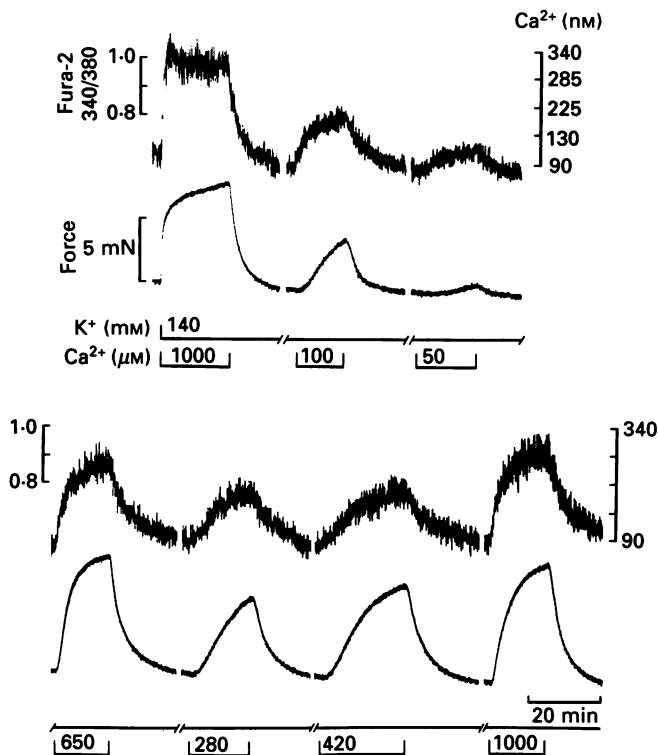 Ca²⁺ (nM)
Fura-2
340/380
1·0
0·8
340
285
225
130
90
Force
5 mN
K⁺ (mM) 140
Ca²⁺ (μM) 1000 100 50
1·0
0·8
340
90
20 min
650 280 420 1000